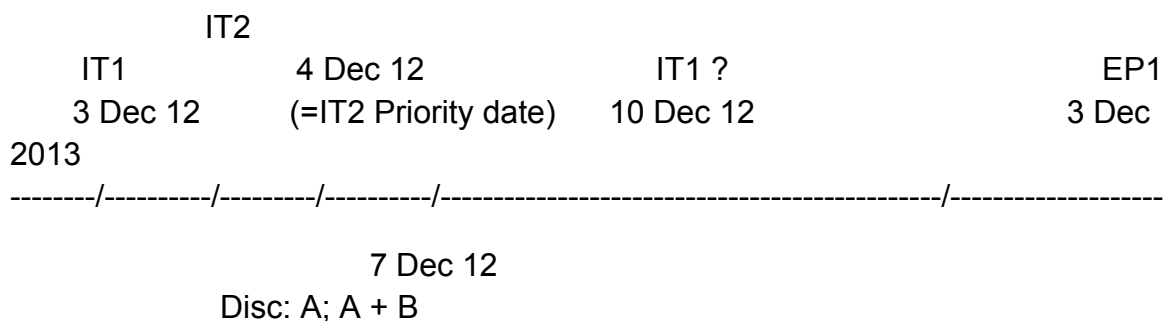 IT2
IT1 4 Dec 12 IT1 ? EP1
3 Dec 12 (=IT2 Priority date) 10 Dec 12 3 Dec
2013
--------/----------/---------/----------/-----------------------------------------------/--------------------
7 Dec 12
Disc: A; A + B